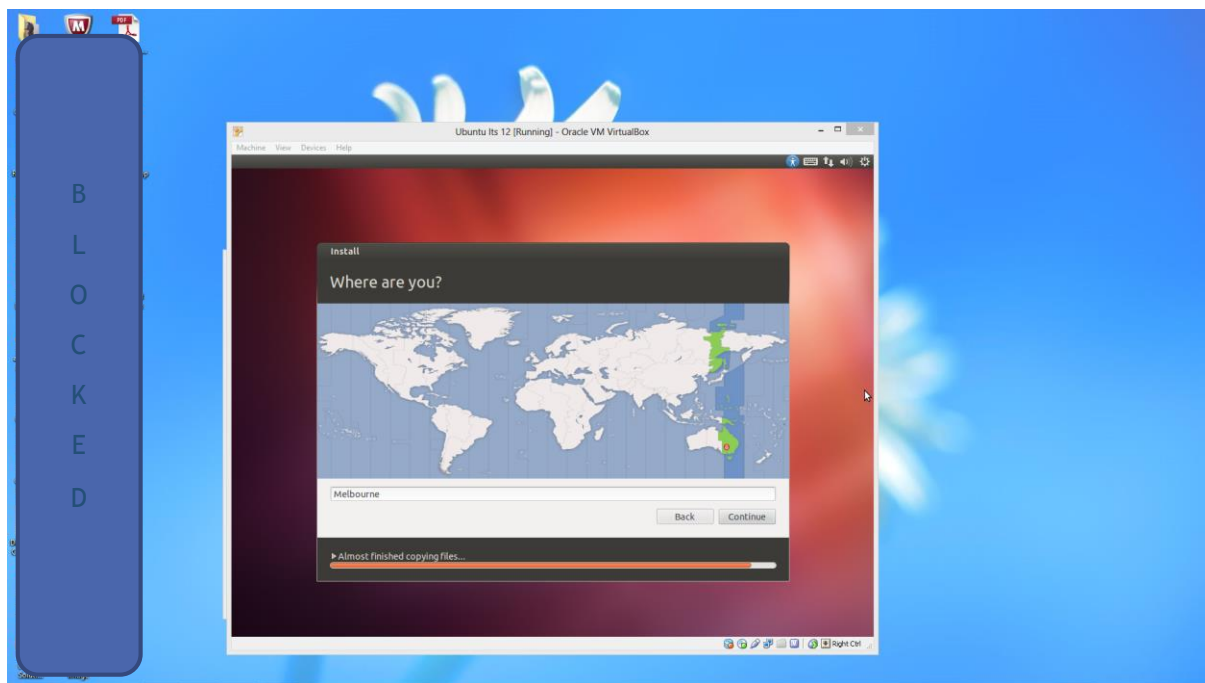 PDF
B
L
O
C
K
E
D
Ubuntu lts 12 [Running] - Oracle VM VirtualBox
Machine View Devices Help
Install
Where are you?
Melbourne
Back Continue
Almost finished copying files...
Right Ctrl